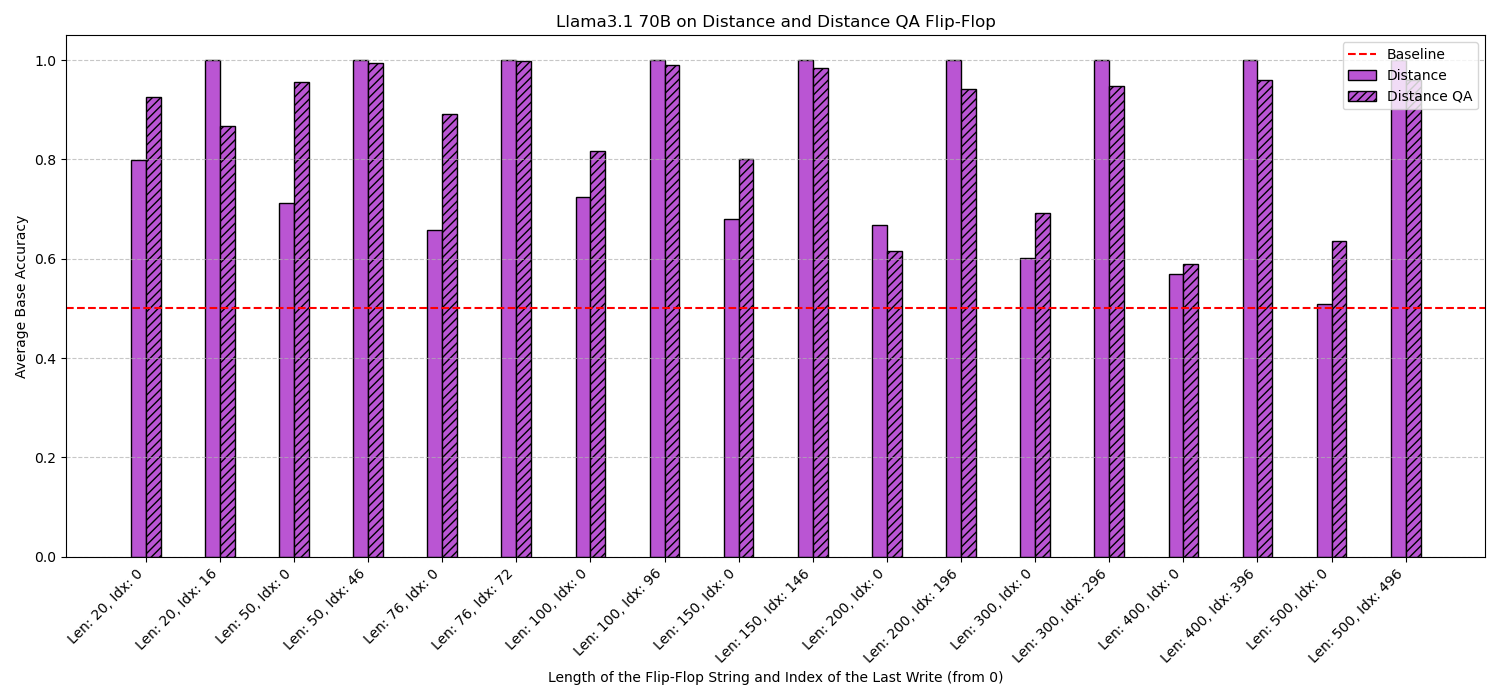 Llama3.1 70B on Distance and Distance QA Flip-Flop
Baseline
Distance
Distance QA
Average Base Accuracy
1.0
0.8
0.6
0.4
0.2
0.0
Len: 20, Idx: 0
Len: 20, Idx: 16
Len: 50, Idx: 0
Len: 50, Idx: 46
Len: 76, Idx: 0
Len: 76, Idx: 72
Len: 100, Idx: 0
Len: 100, Idx: 96
Len: 150, Idx: 0
Len: 150, Idx: 146
Len: 200, Idx: 0
Len: 200, Idx: 196
Len: 300, Idx: 0
Len: 300, Idx: 296
Len: 400, Idx: 0
Len: 400, Idx: 396
Len: 500, Idx: 0
Len: 500, Idx: 496
Length of the Flip-Flop String and Index of the Last Write (from 0)